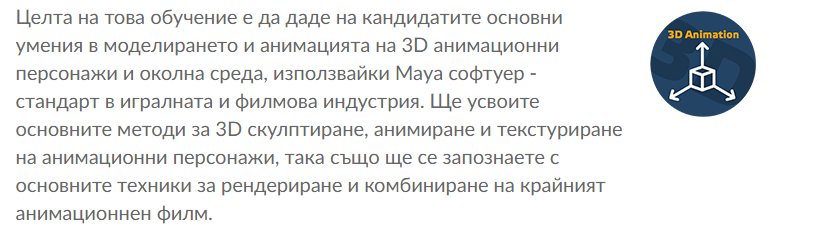 Целта на това обучение е да даде на кандидатите основни
умения в моделирането и анимацията на 3D анимационни
персонажи и околна среда, използвайки Maya софтуер -
стандарт в игралната и филмова индустрия. Ще усвоите
основните методи за 3D скулптиране, анимиране и текстуриране
на анимационни персонажи, така също ще се запознаете с
основните техники за рендериране и комбиниране на крайният
анимационнен филм.
3D Animation